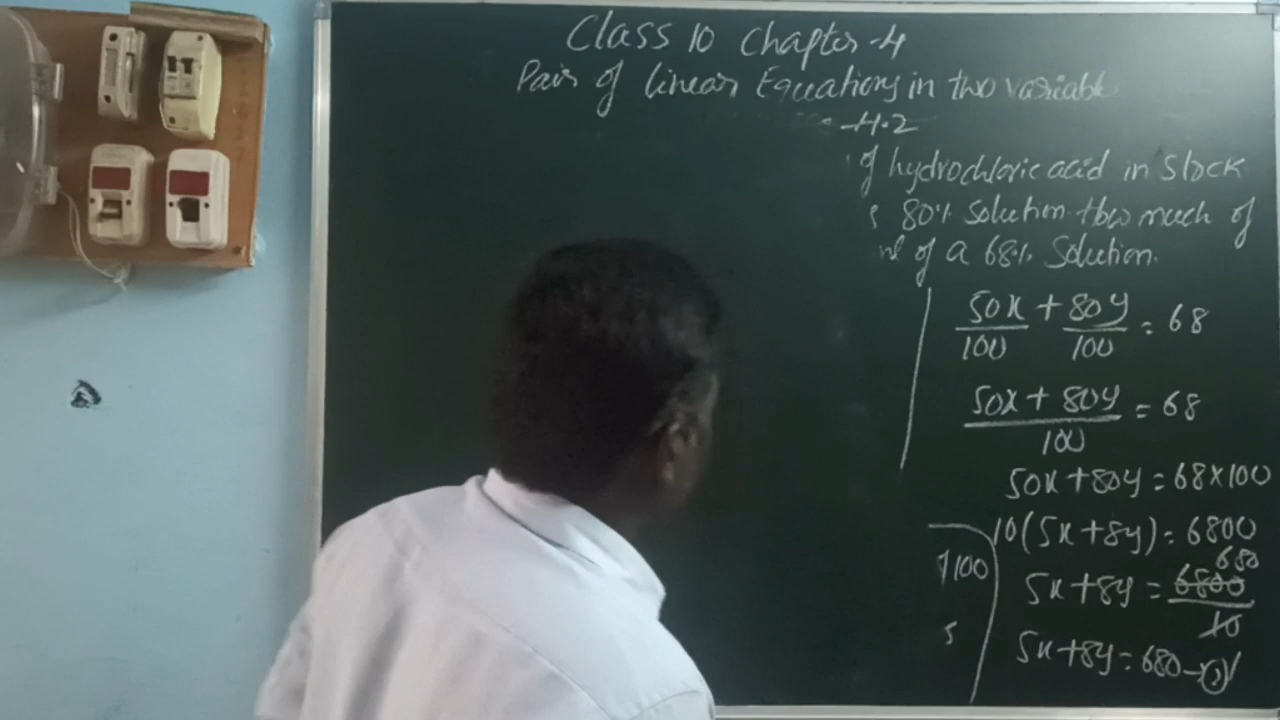 Class 10 Chapter-4
Pair of linear Equations in two variable
4.2
of hydrochloric acid in stock
80% solution. How much of
of a 68% solution.
50x/100 + 80y/100 = 68
(50x + 80y)/100 = 68
50x+80y = 68×100
10(5x+8y) = 6800
680
100
5x+8y = 6800/10
5x+8y = 680